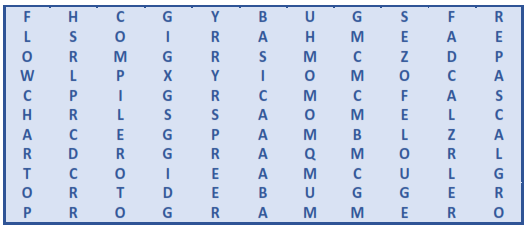 F H C G Y B U G S F R
L S O I R A H M E A E
O R M G R S M C Z D P
W L P X Y I O M O C A
C P I G R C M C F A S
H R L S S A O M E L C
A C E G P A M B L Z A
R D R G R A Q M O R L
T C O I E A M C U L G
O R T D E B U G G E R
P R O G R A M M E R O